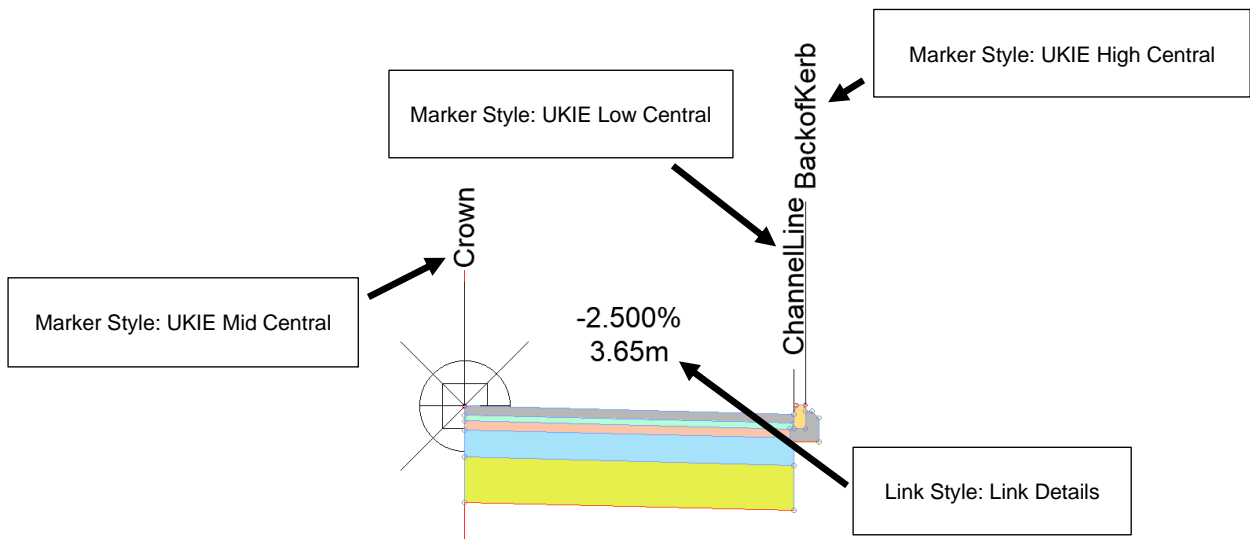 Marker Style: UKIE High Central
BackofKerb
Marker Style: UKIE Low Central
Crown
ChannelLine
Marker Style: UKIE Mid Central
-2.500%
3.65m
Link Style: Link Details